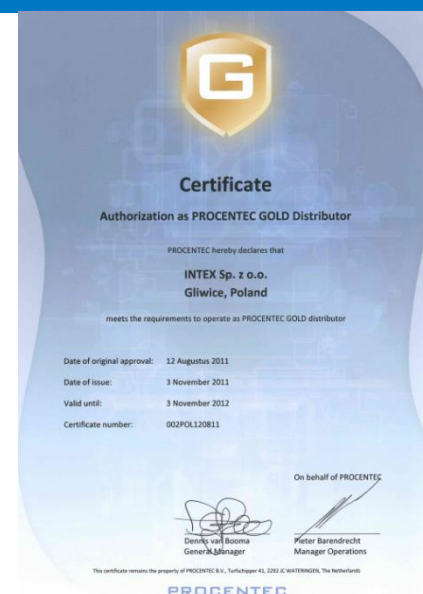 G
Certificate
Authorization as PROCENTEC GOLD Distributor
PROCENTEC hereby declares that
INTEX Sp. z o.o.
Gliwice, Poland
meets the requirements to operate as PROCENTEC GOLD distributor
Date of original approval: 12 Augustus 2011
Date of issue: 3 November 2011
Valid until: 3 November 2012
Certificate number: 002POL120811
On behalf of PROCENTEC
Dennis van Booma Pieter Barendrecht
General Manager Manager Operations
This certificate remains the property of PROCENTEC B.V., Turfschipper 41, 2292 JC WATERINGEN, The Netherlands
PROCENTEC